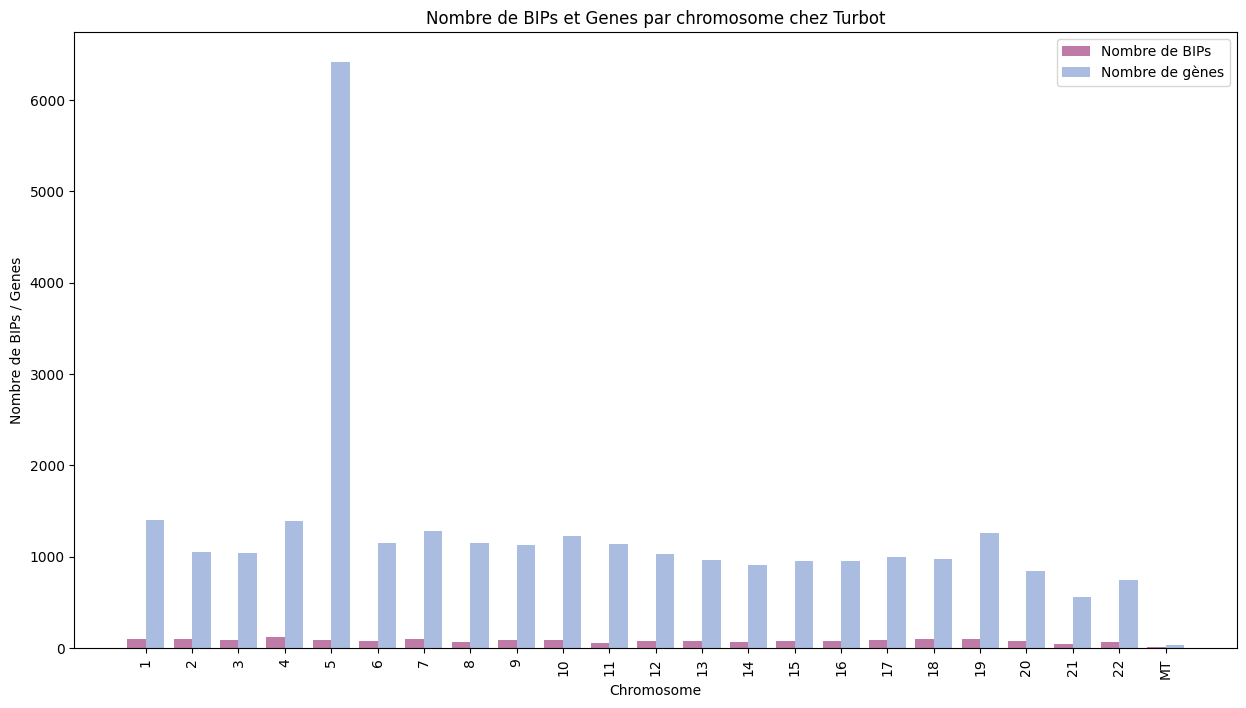 Nombre de BIPs et Genes par chromosome chez Turbot
Nombre de BIPs
Nombre de gènes
Nombre de BIPs / Genes
6000
5000
4000
3000
2000
1000
0
1 2 3 4 5 6 7 8 9 10 11 12 13 14 15 16 17 18 19 20 21 22 MT
Chromosome